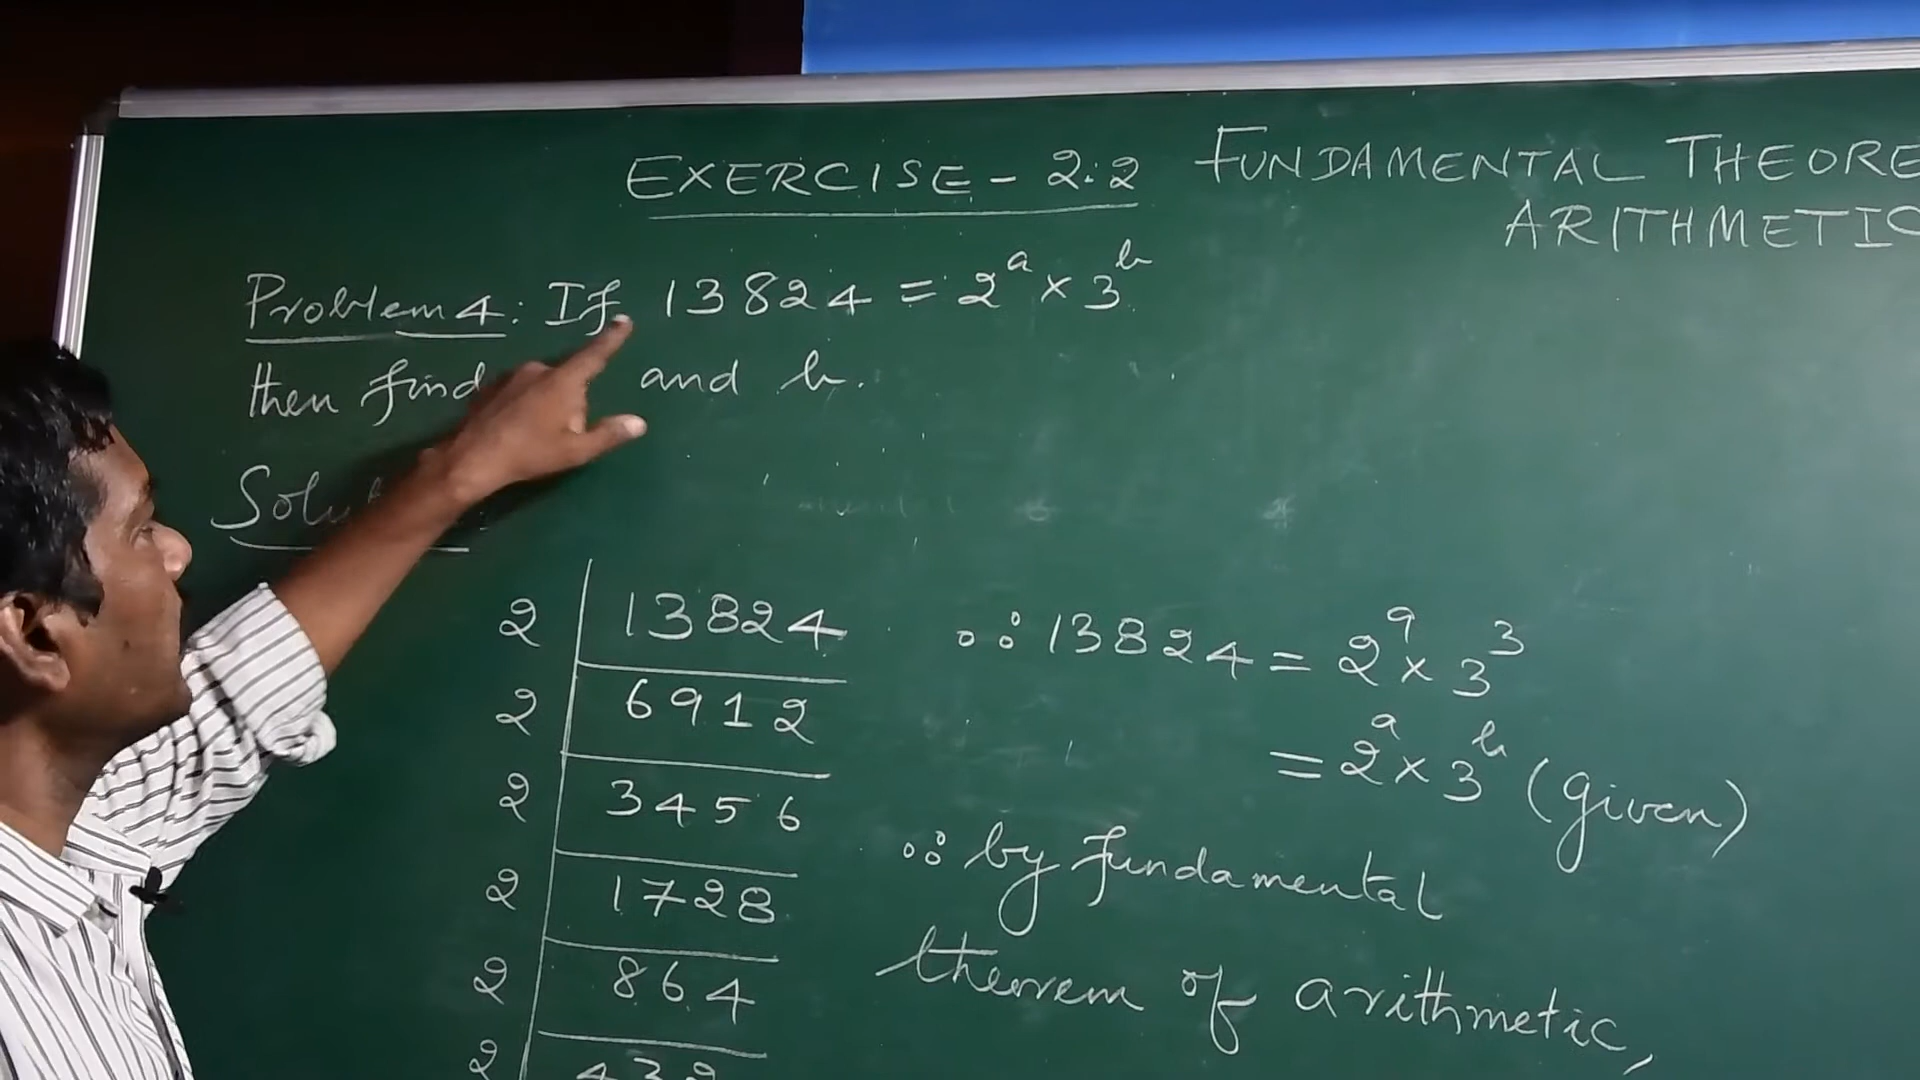 EXERCISE - 2.2
FUNDAMENTAL THEORE
ARITHMETIC
Problem 4: If 13824 = 2^a × 3^b
then find and b.
Solu
2 | 13824
2 | 6912
2 | 3456
2 | 1728
2 | 864
2 | 432
∴ 13824 = 2^9 × 3^3
= 2^a × 3^b (given)
∴ by fundamental
theorem of arithmetic,